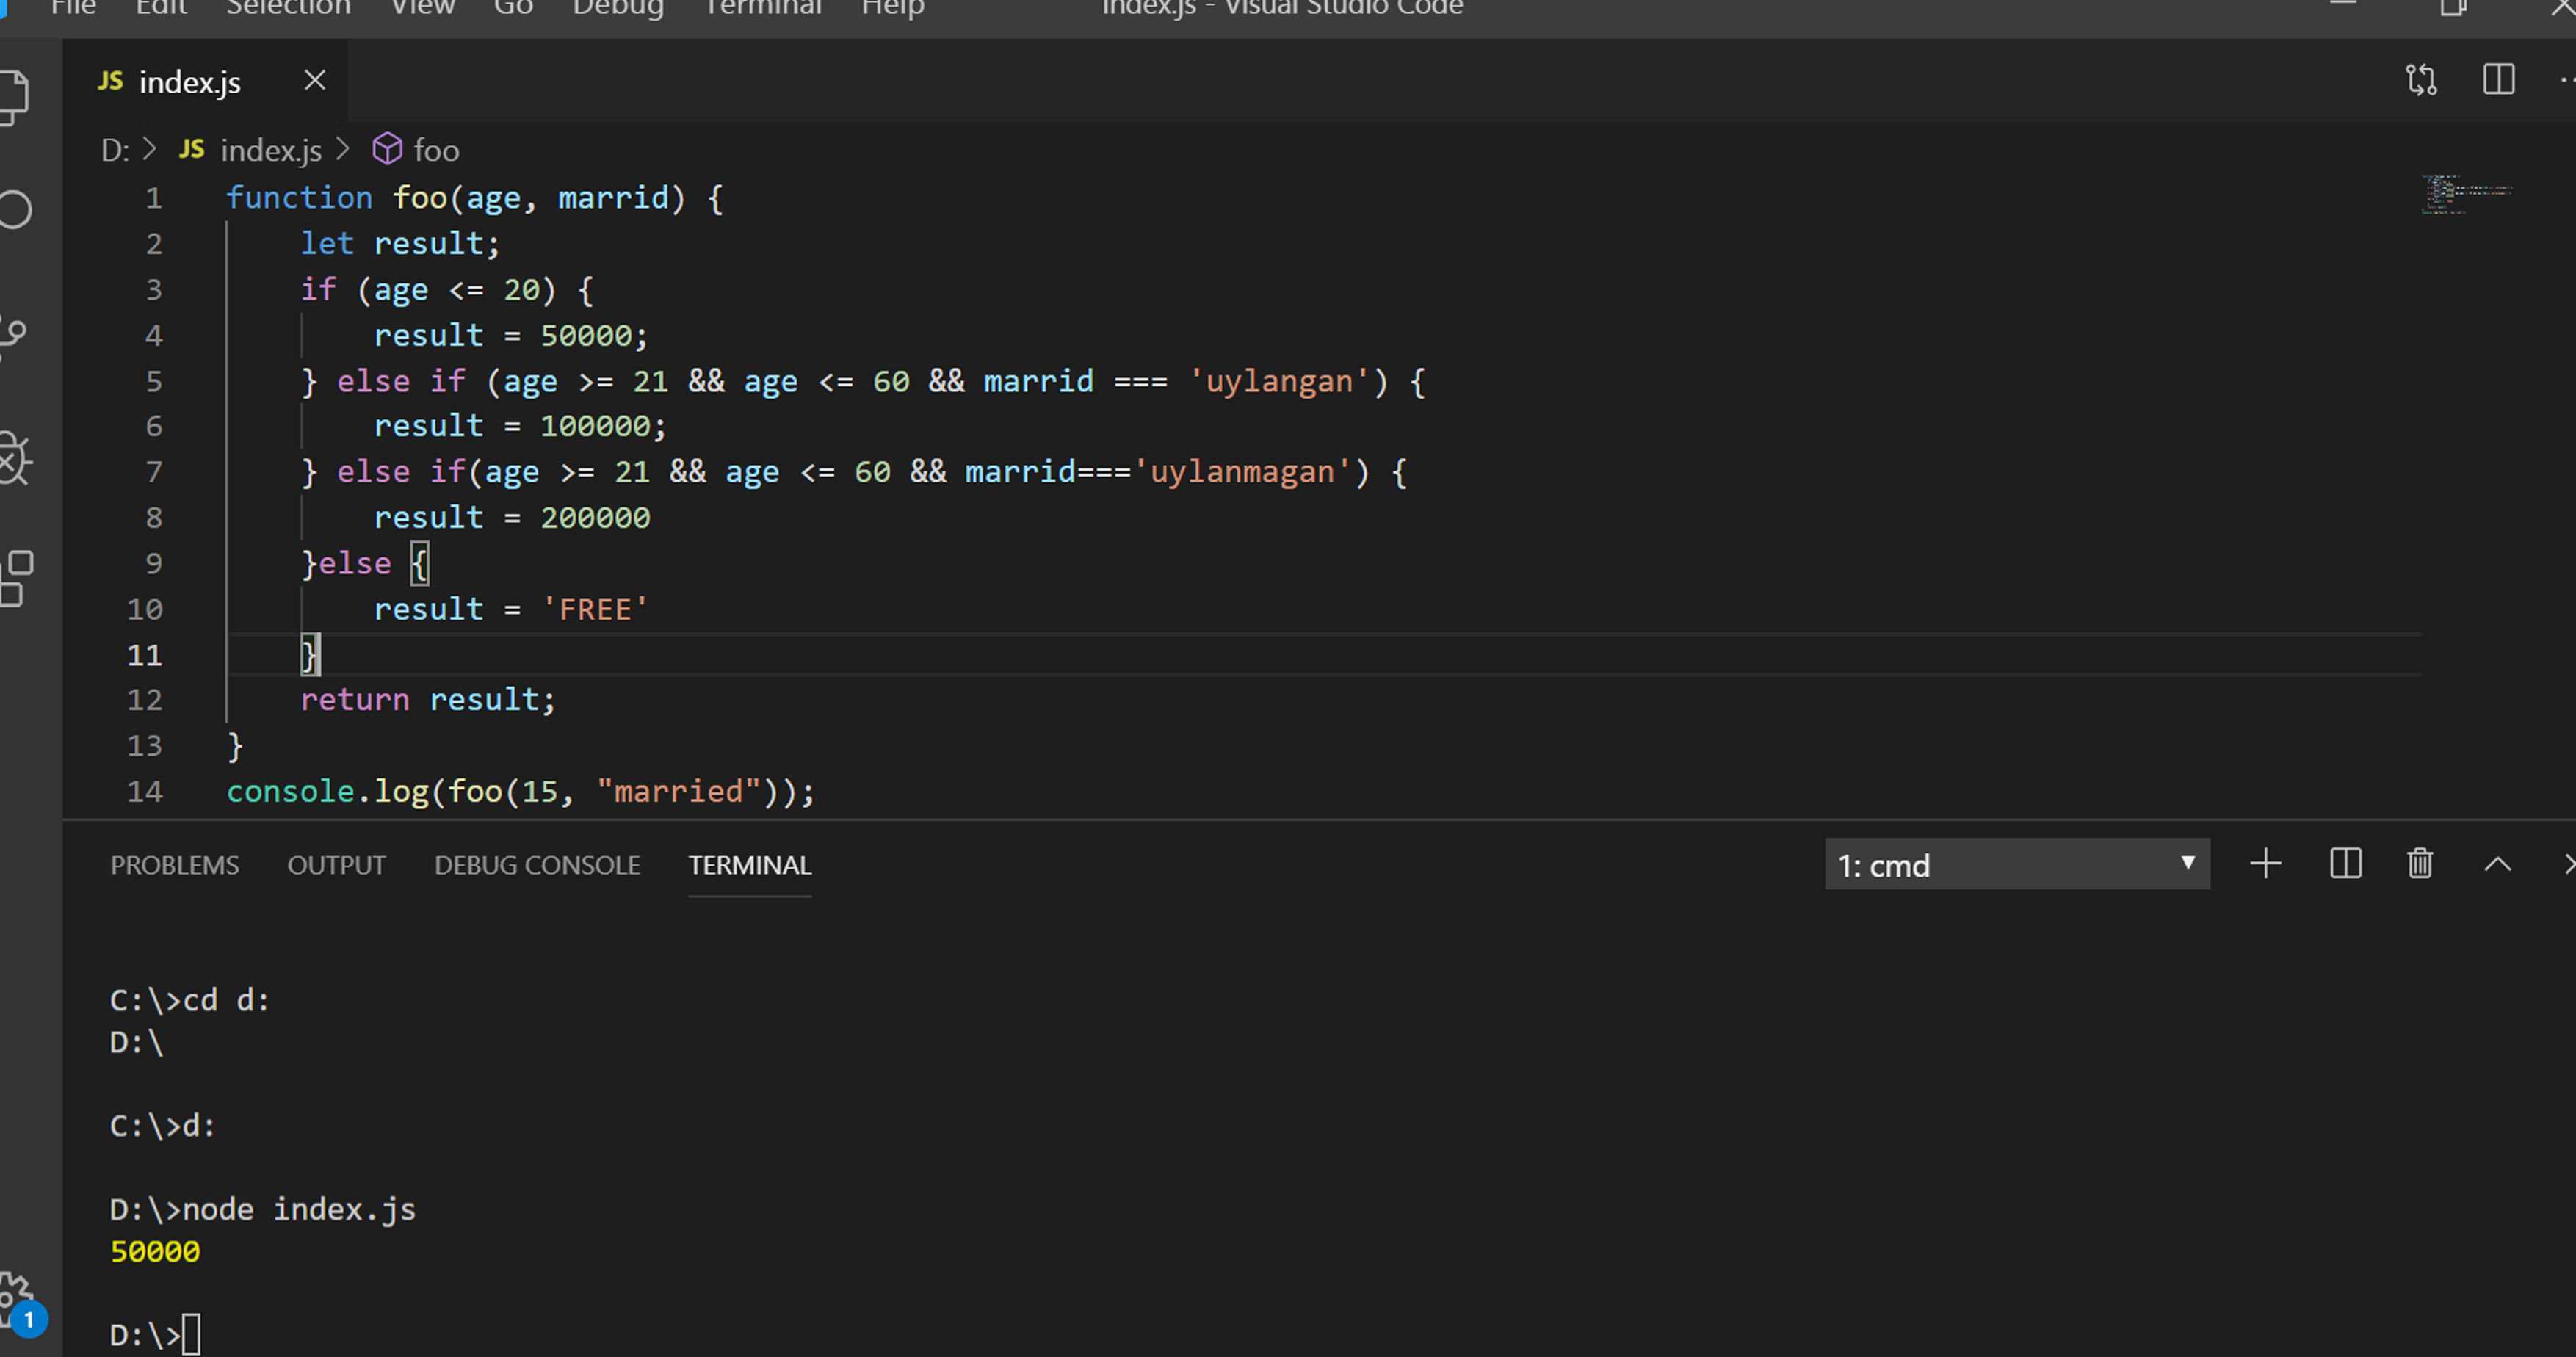 File Edit Selection View Go Debug Terminal Help index.js - Visual Studio Code
JS index.js
D: > JS index.js > foo
1 function foo(age, marrid) {
2 let result;
3 if (age <= 20) {
4 result = 50000;
5 } else if (age >= 21 && age <= 60 && marrid === 'uylangan') {
6 result = 100000;
7 } else if(age >= 21 && age <= 60 && marrid==='uylanmagan') {
8 result = 200000
9 }else {
10 result = 'FREE'
11 }
12 return result;
13 }
14 console.log(foo(15, "married"));
PROBLEMS OUTPUT DEBUG CONSOLE TERMINAL 1: cmd
C:\>cd d:
D:\
C:\>d:
D:\>node index.js
50000
1
D:\>